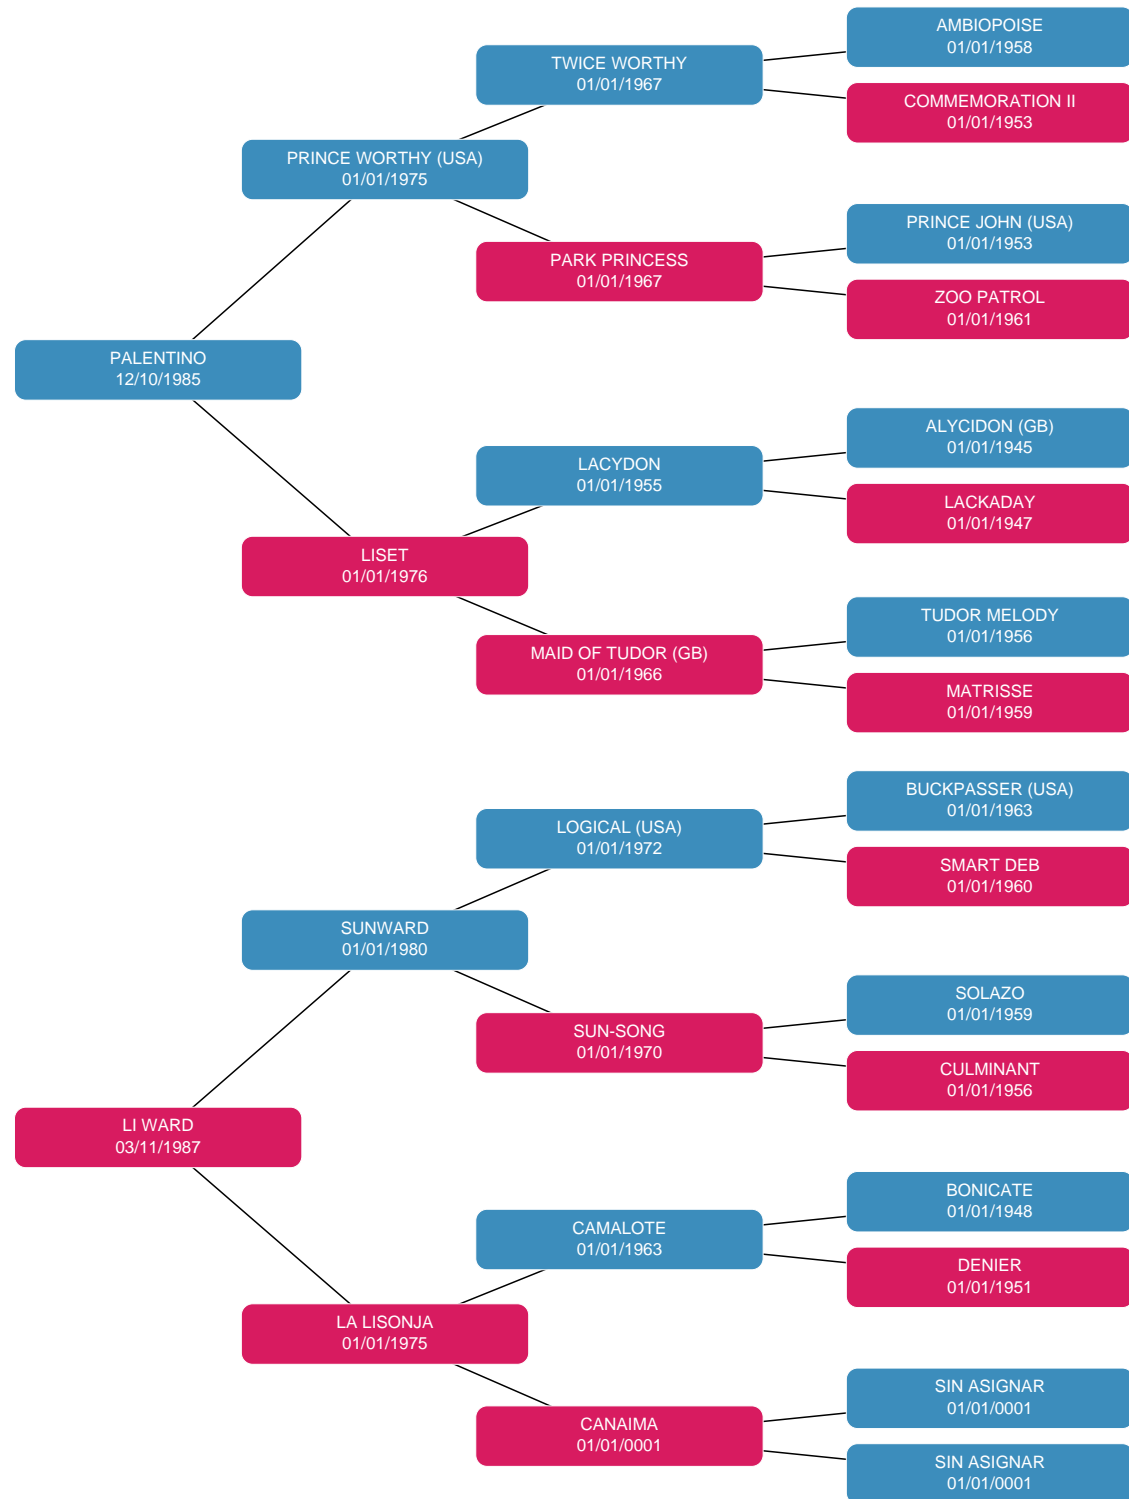 AMBIOPOISE
01/01/1958
TWICE WORTHY
01/01/1967
COMMEMORATION II
01/01/1953
PRINCE WORTHY (USA)
01/01/1975
PRINCE JOHN (USA)
01/01/1953
PARK PRINCESS
01/01/1967
ZOO PATROL
01/01/1961
PALENTINO
12/10/1985
ALYCIDON (GB)
01/01/1945
LACYDON
01/01/1955
LACKADAY
01/01/1947
LISET
01/01/1976
TUDOR MELODY
01/01/1956
MAID OF TUDOR (GB)
01/01/1966
MATRISSE
01/01/1959
BUCKPASSER (USA)
01/01/1963
LOGICAL (USA)
01/01/1972
SMART DEB
01/01/1960
SUNWARD
01/01/1980
SOLAZO
01/01/1959
SUN-SONG
01/01/1970
CULMINANT
01/01/1956
LI WARD
03/11/1987
BONICATE
01/01/1948
CAMALOTE
01/01/1963
DENIER
01/01/1951
LA LISONJA
01/01/1975
SIN ASIGNAR
01/01/0001
CANAIMA
01/01/0001
SIN ASIGNAR
01/01/0001